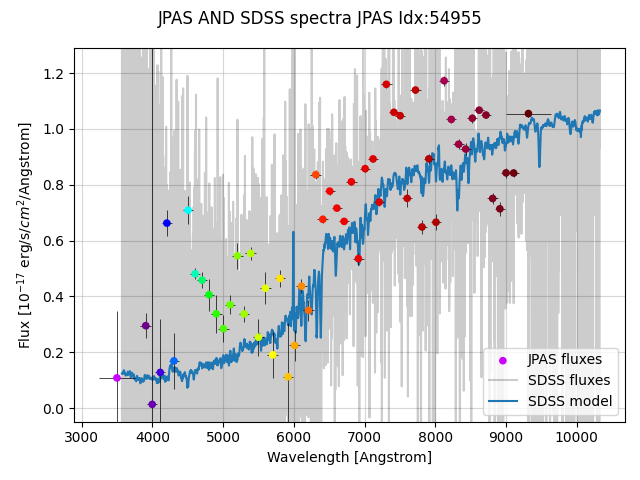 JPAS AND SDSS spectra JPAS Idx:54955
Flux [10⁻¹⁷ erg/s/cm²/Angstrom]
1.2
1.0
0.8
0.6
0.4
0.2
0.0
JPAS fluxes
SDSS fluxes
SDSS model
3000 4000 5000 6000 7000 8000 9000 10000
Wavelength [Angstrom]